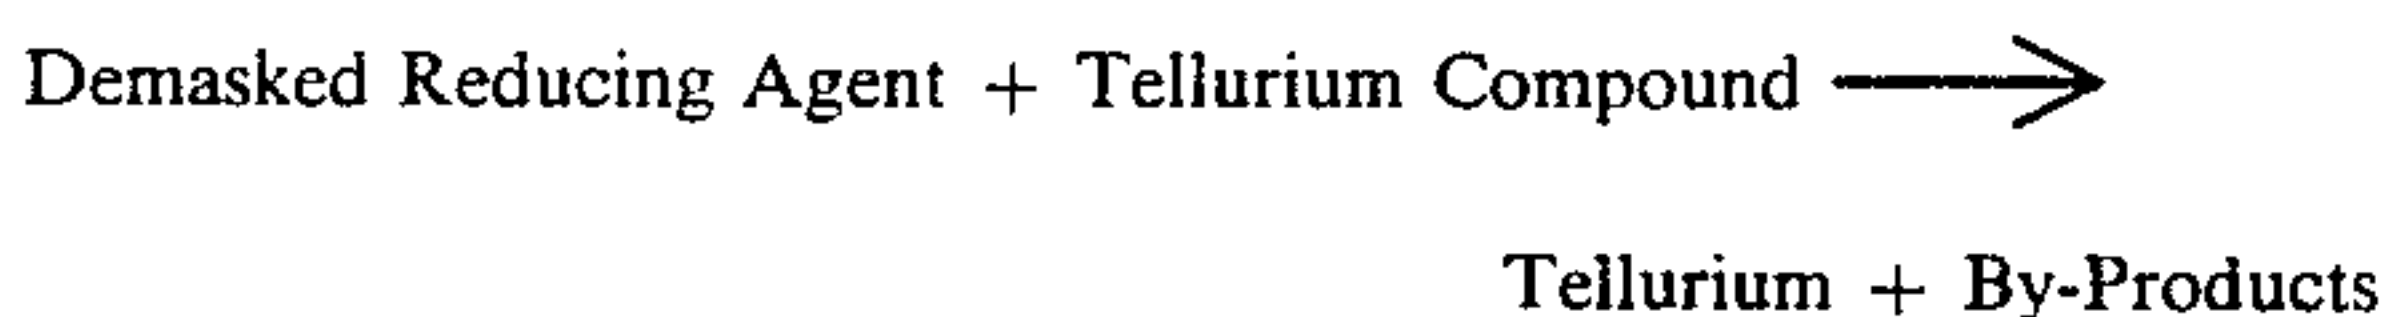 Demasked Reducing Agent + Tellurium Compound ⟶
Tellurium + By-Products